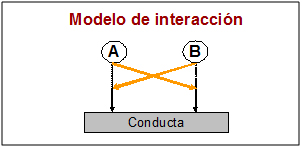 Modelo de interacción
A B
Conducta